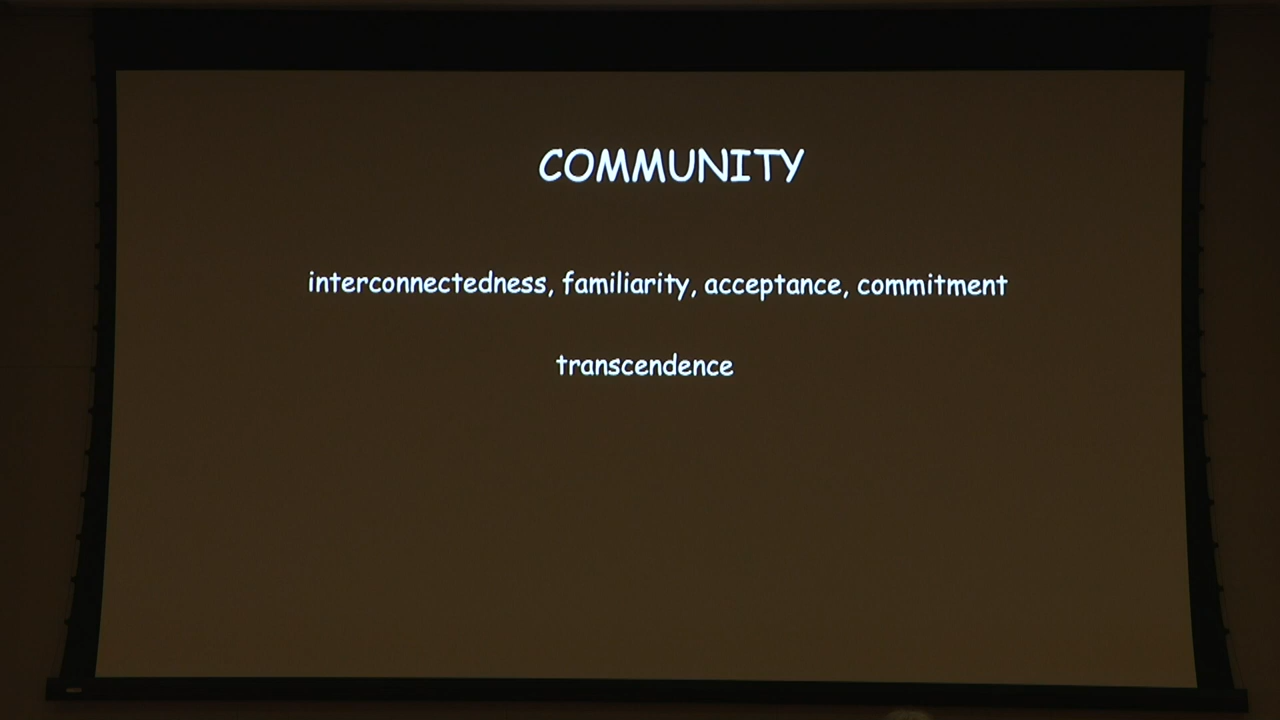 COMMUNITY
interconnectedness, familiarity, acceptance, commitment
transcendence